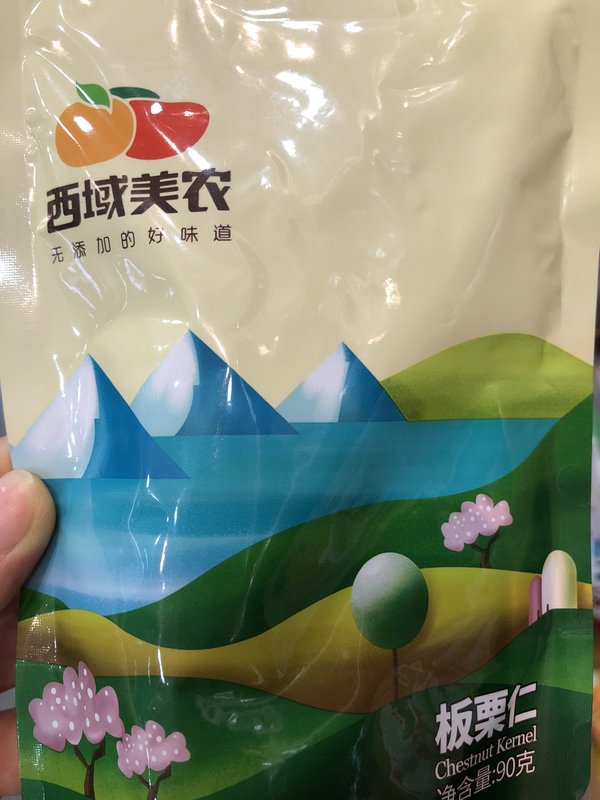 西域美农
无添加的好味道
板栗仁
Chestnut Kernel
净含量:90克